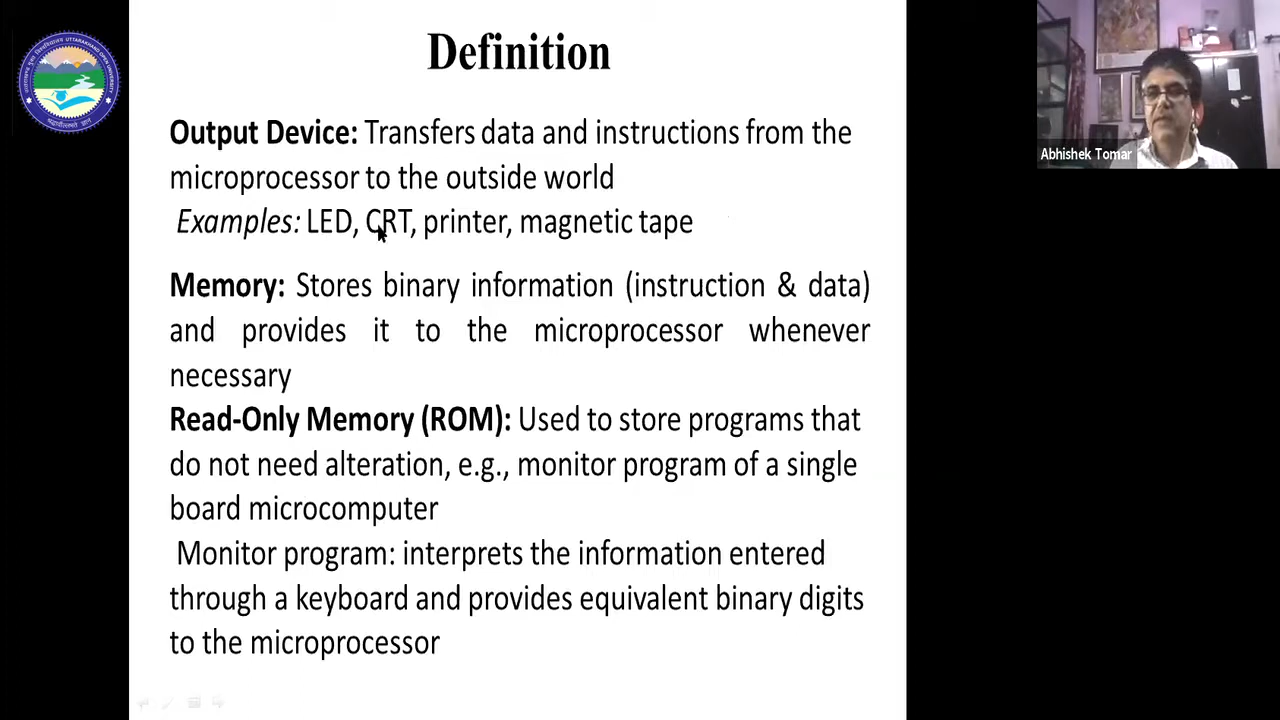 Definition
Output Device: Transfers data and instructions from the
microprocessor to the outside world
Examples: LED, CRT, printer, magnetic tape
Memory: Stores binary information (instruction & data)
and provides it to the microprocessor whenever
necessary
Read-Only Memory (ROM): Used to store programs that
do not need alteration, e.g., monitor program of a single
board microcomputer
Monitor program: interprets the information entered
through a keyboard and provides equivalent binary digits
to the microprocessor
UTTARAKHAND OPEN UNIVERSITY
Abhishek Tomar